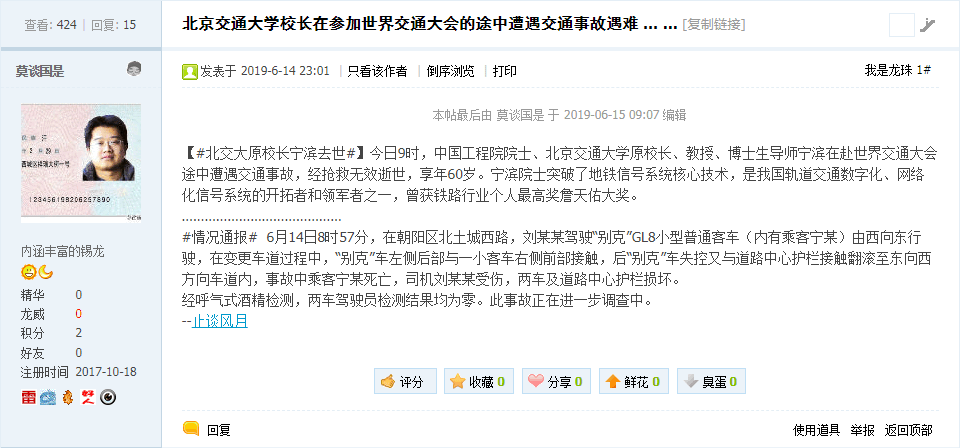 查看: 424 | 回复: 15
北京交通大学校长在参加世界交通大会的途中遭遇交通事故遇难 ... ... [复制链接]
莫谈国是
发表于 2019-6-14 23:01 | 只看该作者 | 倒序浏览 | 打印
我是龙珠 1#
本帖最后由 莫谈国是 于 2019-06-15 09:07 编辑
【#北交大原校长宁滨去世#】今日9时，中国工程院院士、北京交通大学原校长、教授、博士生导师宁滨在赴世界交通大会
途中遭遇交通事故，经抢救无效逝世，享年60岁。宁滨院士突破了地铁信号系统核心技术，是我国轨道交通数字化、网络
化信号系统的开拓者和领军者之一，曾获铁路行业个人最高奖詹天佑大奖。
..........................................
#情况通报# 6月14日8时57分，在朝阳区北土城西路，刘某某驾驶“别克”GL8小型普通客车（内有乘客宁某）由西向东行
驶，在变更车道过程中，“别克”车左侧后部与一小客车右侧前部接触，后“别克”车失控又与道路中心护栏接触翻滚至东向西
方向车道内，事故中乘客宁某死亡，司机刘某某受伤，两车及道路中心护栏损坏。
经呼气式酒精检测，两车驾驶员检测结果均为零。此事故正在进一步调查中。
--止谈风月
内涵丰富的锡龙
精华 0
龙威 0
积分 2
好友 0
注册时间 2017-10-18
评分
收藏 0
分享 0
鲜花 0
臭蛋 0
回复
使用道具 举报 返回顶部